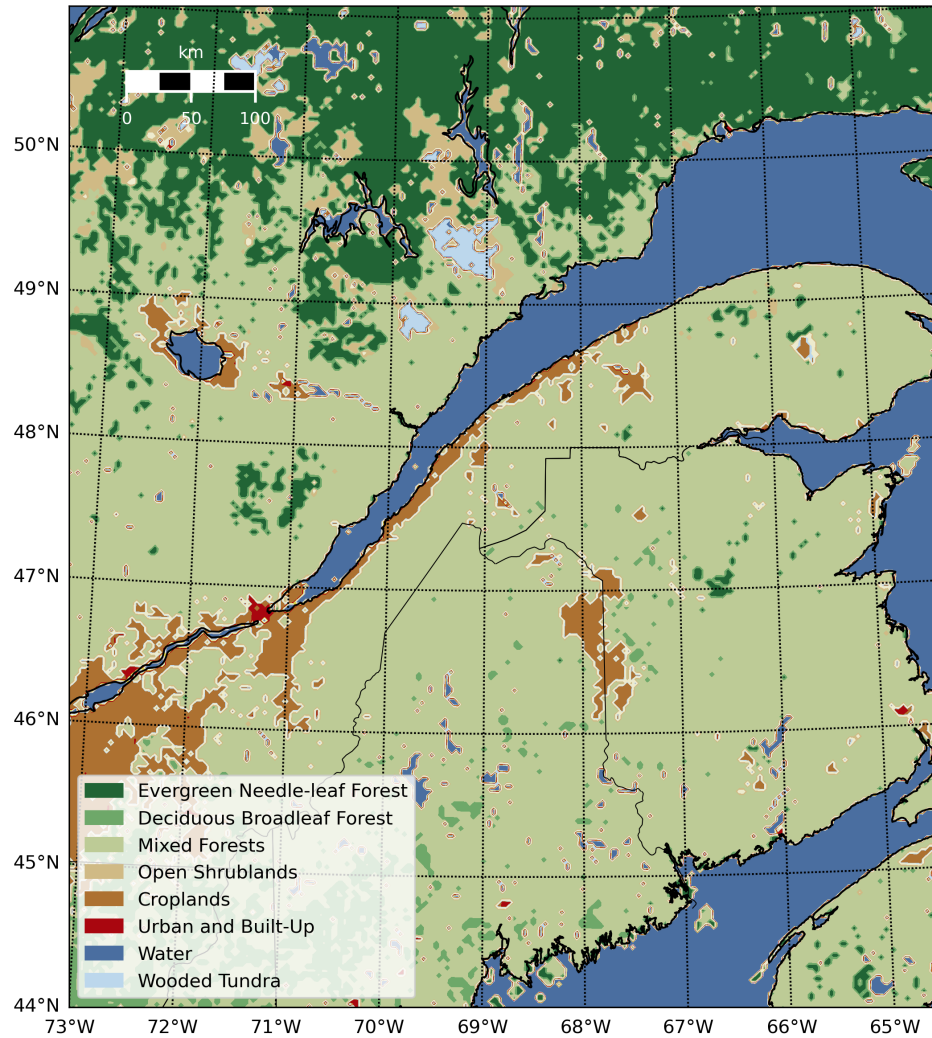 km
0 50 100
50°N
49°N
48°N
47°N
46°N
45°N
44°N
Evergreen Needle-leaf Forest
Deciduous Broadleaf Forest
Mixed Forests
Open Shrublands
Croplands
Urban and Built-Up
Water
Wooded Tundra
73°W 72°W 71°W 70°W 69°W 68°W 67°W 66°W 65°W